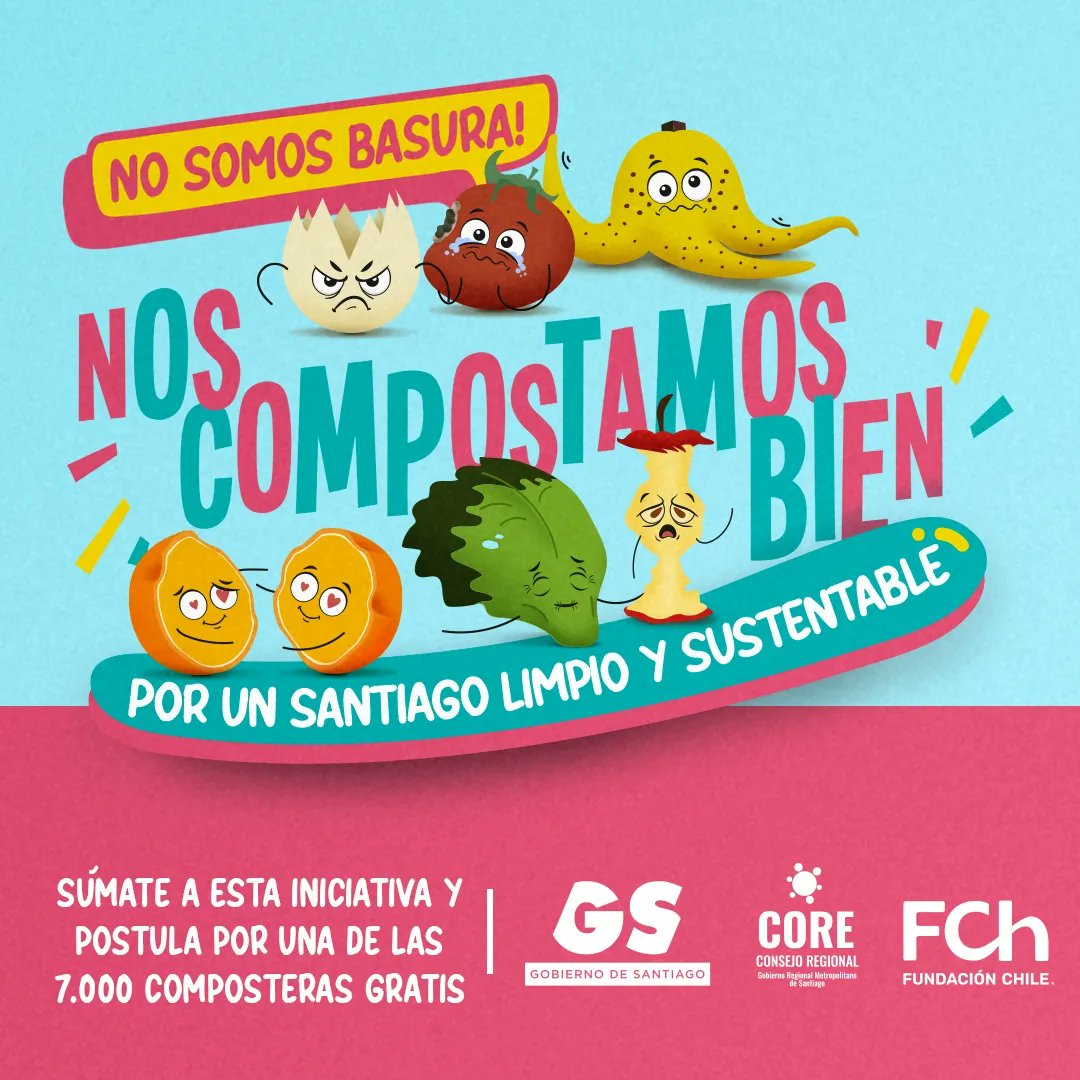 NO SOMOS BASURA!
NOS
COMPOSTAMOS
BIEN
POR UN SANTIAGO LIMPIO Y SUSTENTABLE
SÚMATE A ESTA INICIATIVA Y
POSTULA POR UNA DE LAS
7.000 COMPOSTERAS GRATIS
GS
GOBIERNO DE SANTIAGO
CORE
CONSEJO REGIONAL
Gobierno Regional Metropolitano
de Santiago
FCh
FUNDACIÓN CHILE